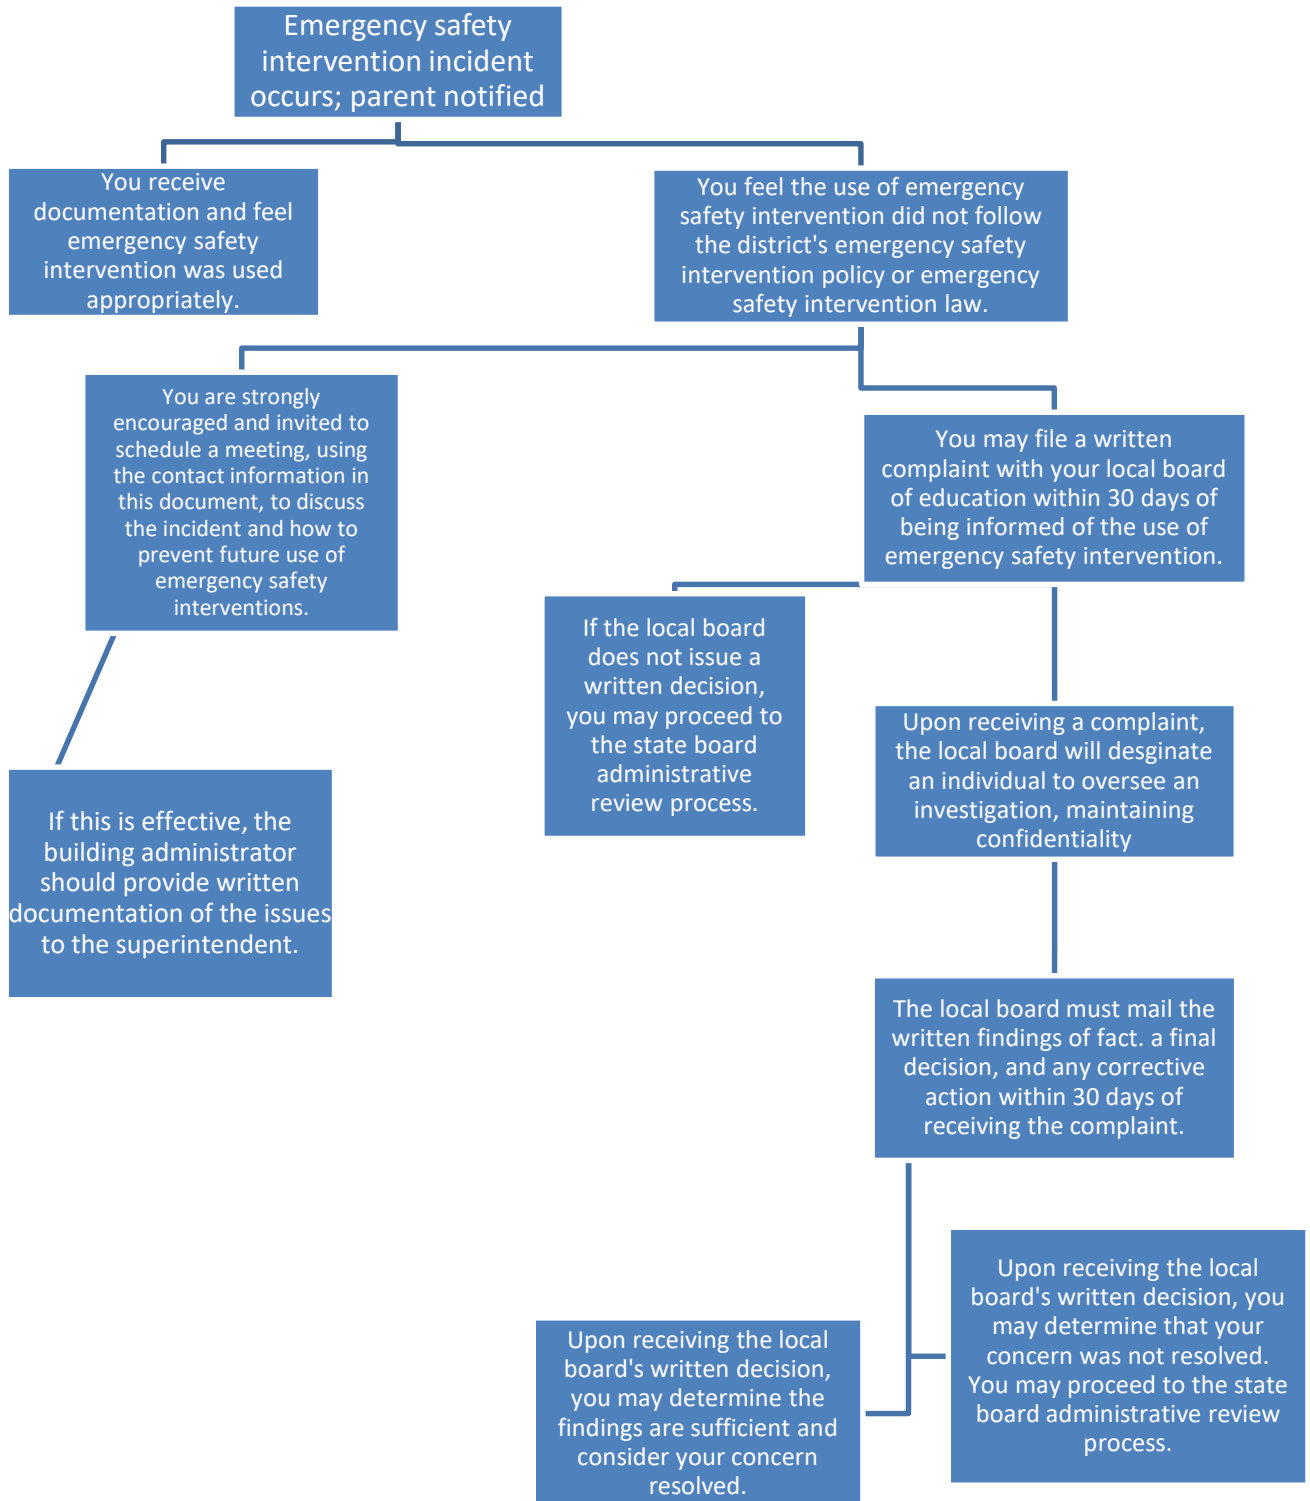 Emergency safety
intervention incident
occurs; parent notified
You receive
documentation and feel
emergency safety
intervention was used
appropriately.
You feel the use of emergency
safety intervention did not follow
the district's emergency safety
intervention policy or emergency
safety intervention law.
You are strongly
encouraged and invited to
schedule a meeting, using
the contact information in
this document, to discuss
the incident and how to
prevent future use of
emergency safety
interventions.
You may file a written
complaint with your local board
of education within 30 days of
being informed of the use of
emergency safety intervention.
If the local board
does not issue a
written decision,
you may proceed to
the state board
administrative
review process.
Upon receiving a complaint,
the local board will desginate
an individual to oversee an
investigation, maintaining
confidentiality
If this is effective, the
building administrator
should provide written
documentation of the issues
to the superintendent.
The local board must mail the
written findings of fact. a final
decision, and any corrective
action within 30 days of
receiving the complaint.
Upon receiving the local
board's written decision, you
may determine that your
concern was not resolved.
You may proceed to the state
board administrative review
process.
Upon receiving the local
board's written decision,
you may determine the
findings are sufficient and
consider your concern
resolved.